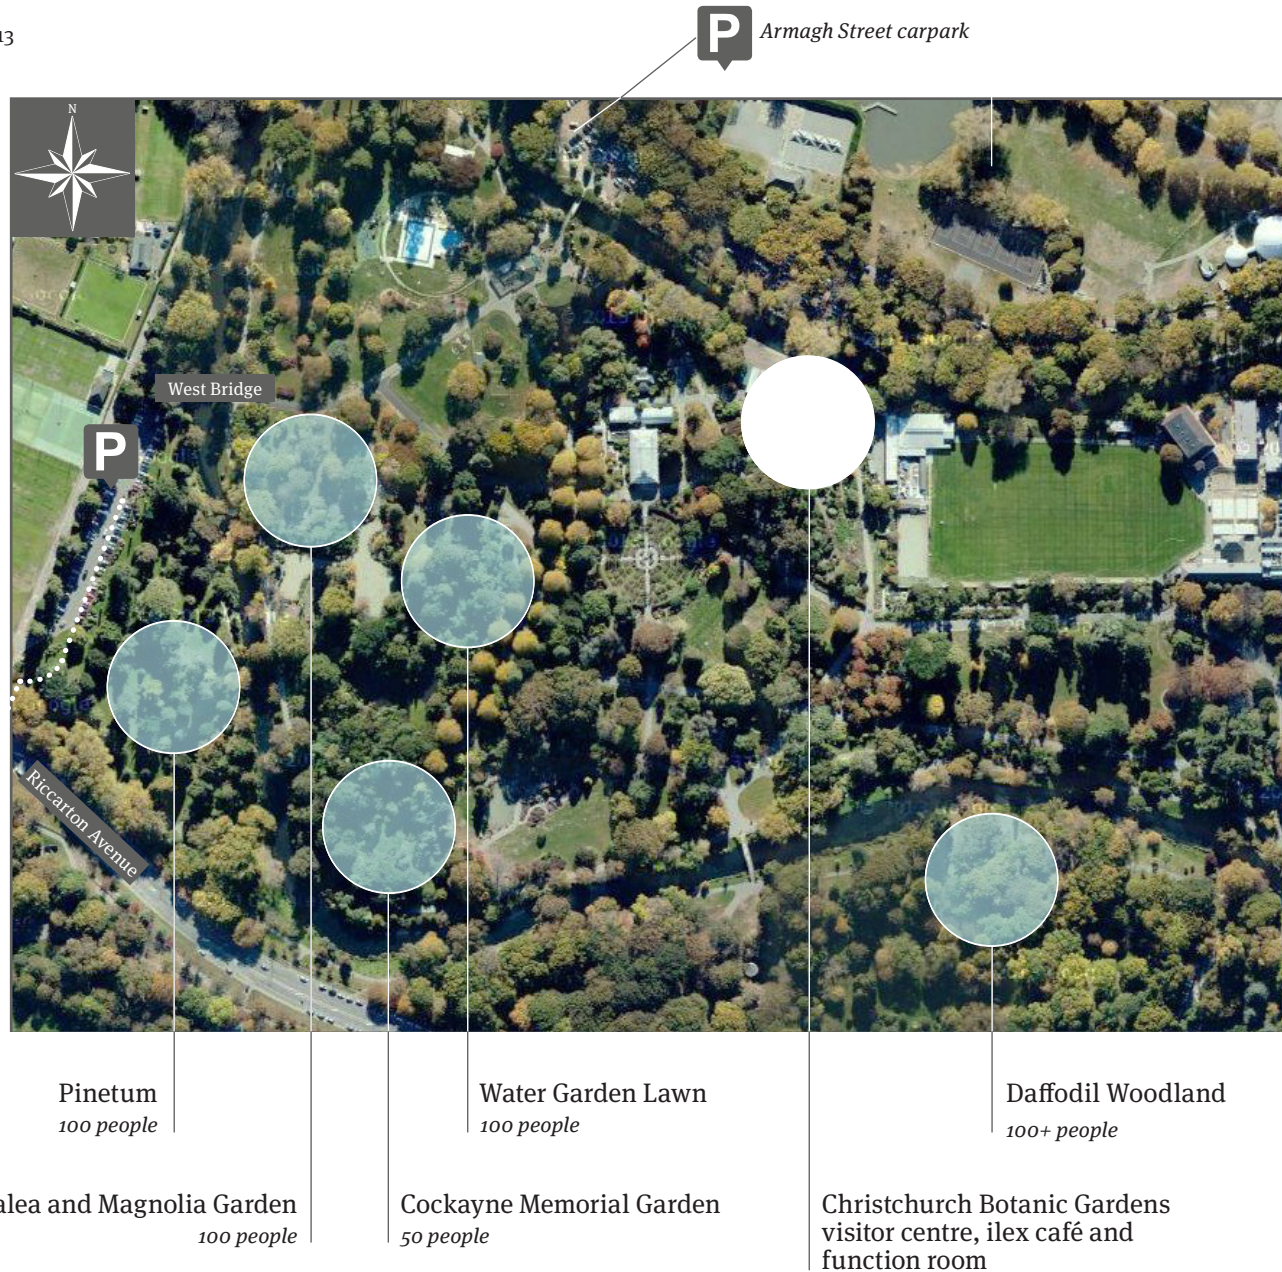 13
P
Armagh Street carpark
N
West Bridge
P
Riccarton Avenue
Pinetum
100 people
Water Garden Lawn
100 people
Daffodil Woodland
100+ people
alea and Magnolia Garden
100 people
Cockayne Memorial Garden
50 people
Christchurch Botanic Gardens
visitor centre, ilex café and
function room